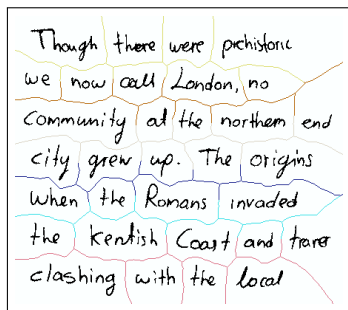 Though there were prehistoric
we now call London, no
Community at the northern end
city grew up. The origins
when the Romans invaded
the Kentish Coast and
clashing with the local